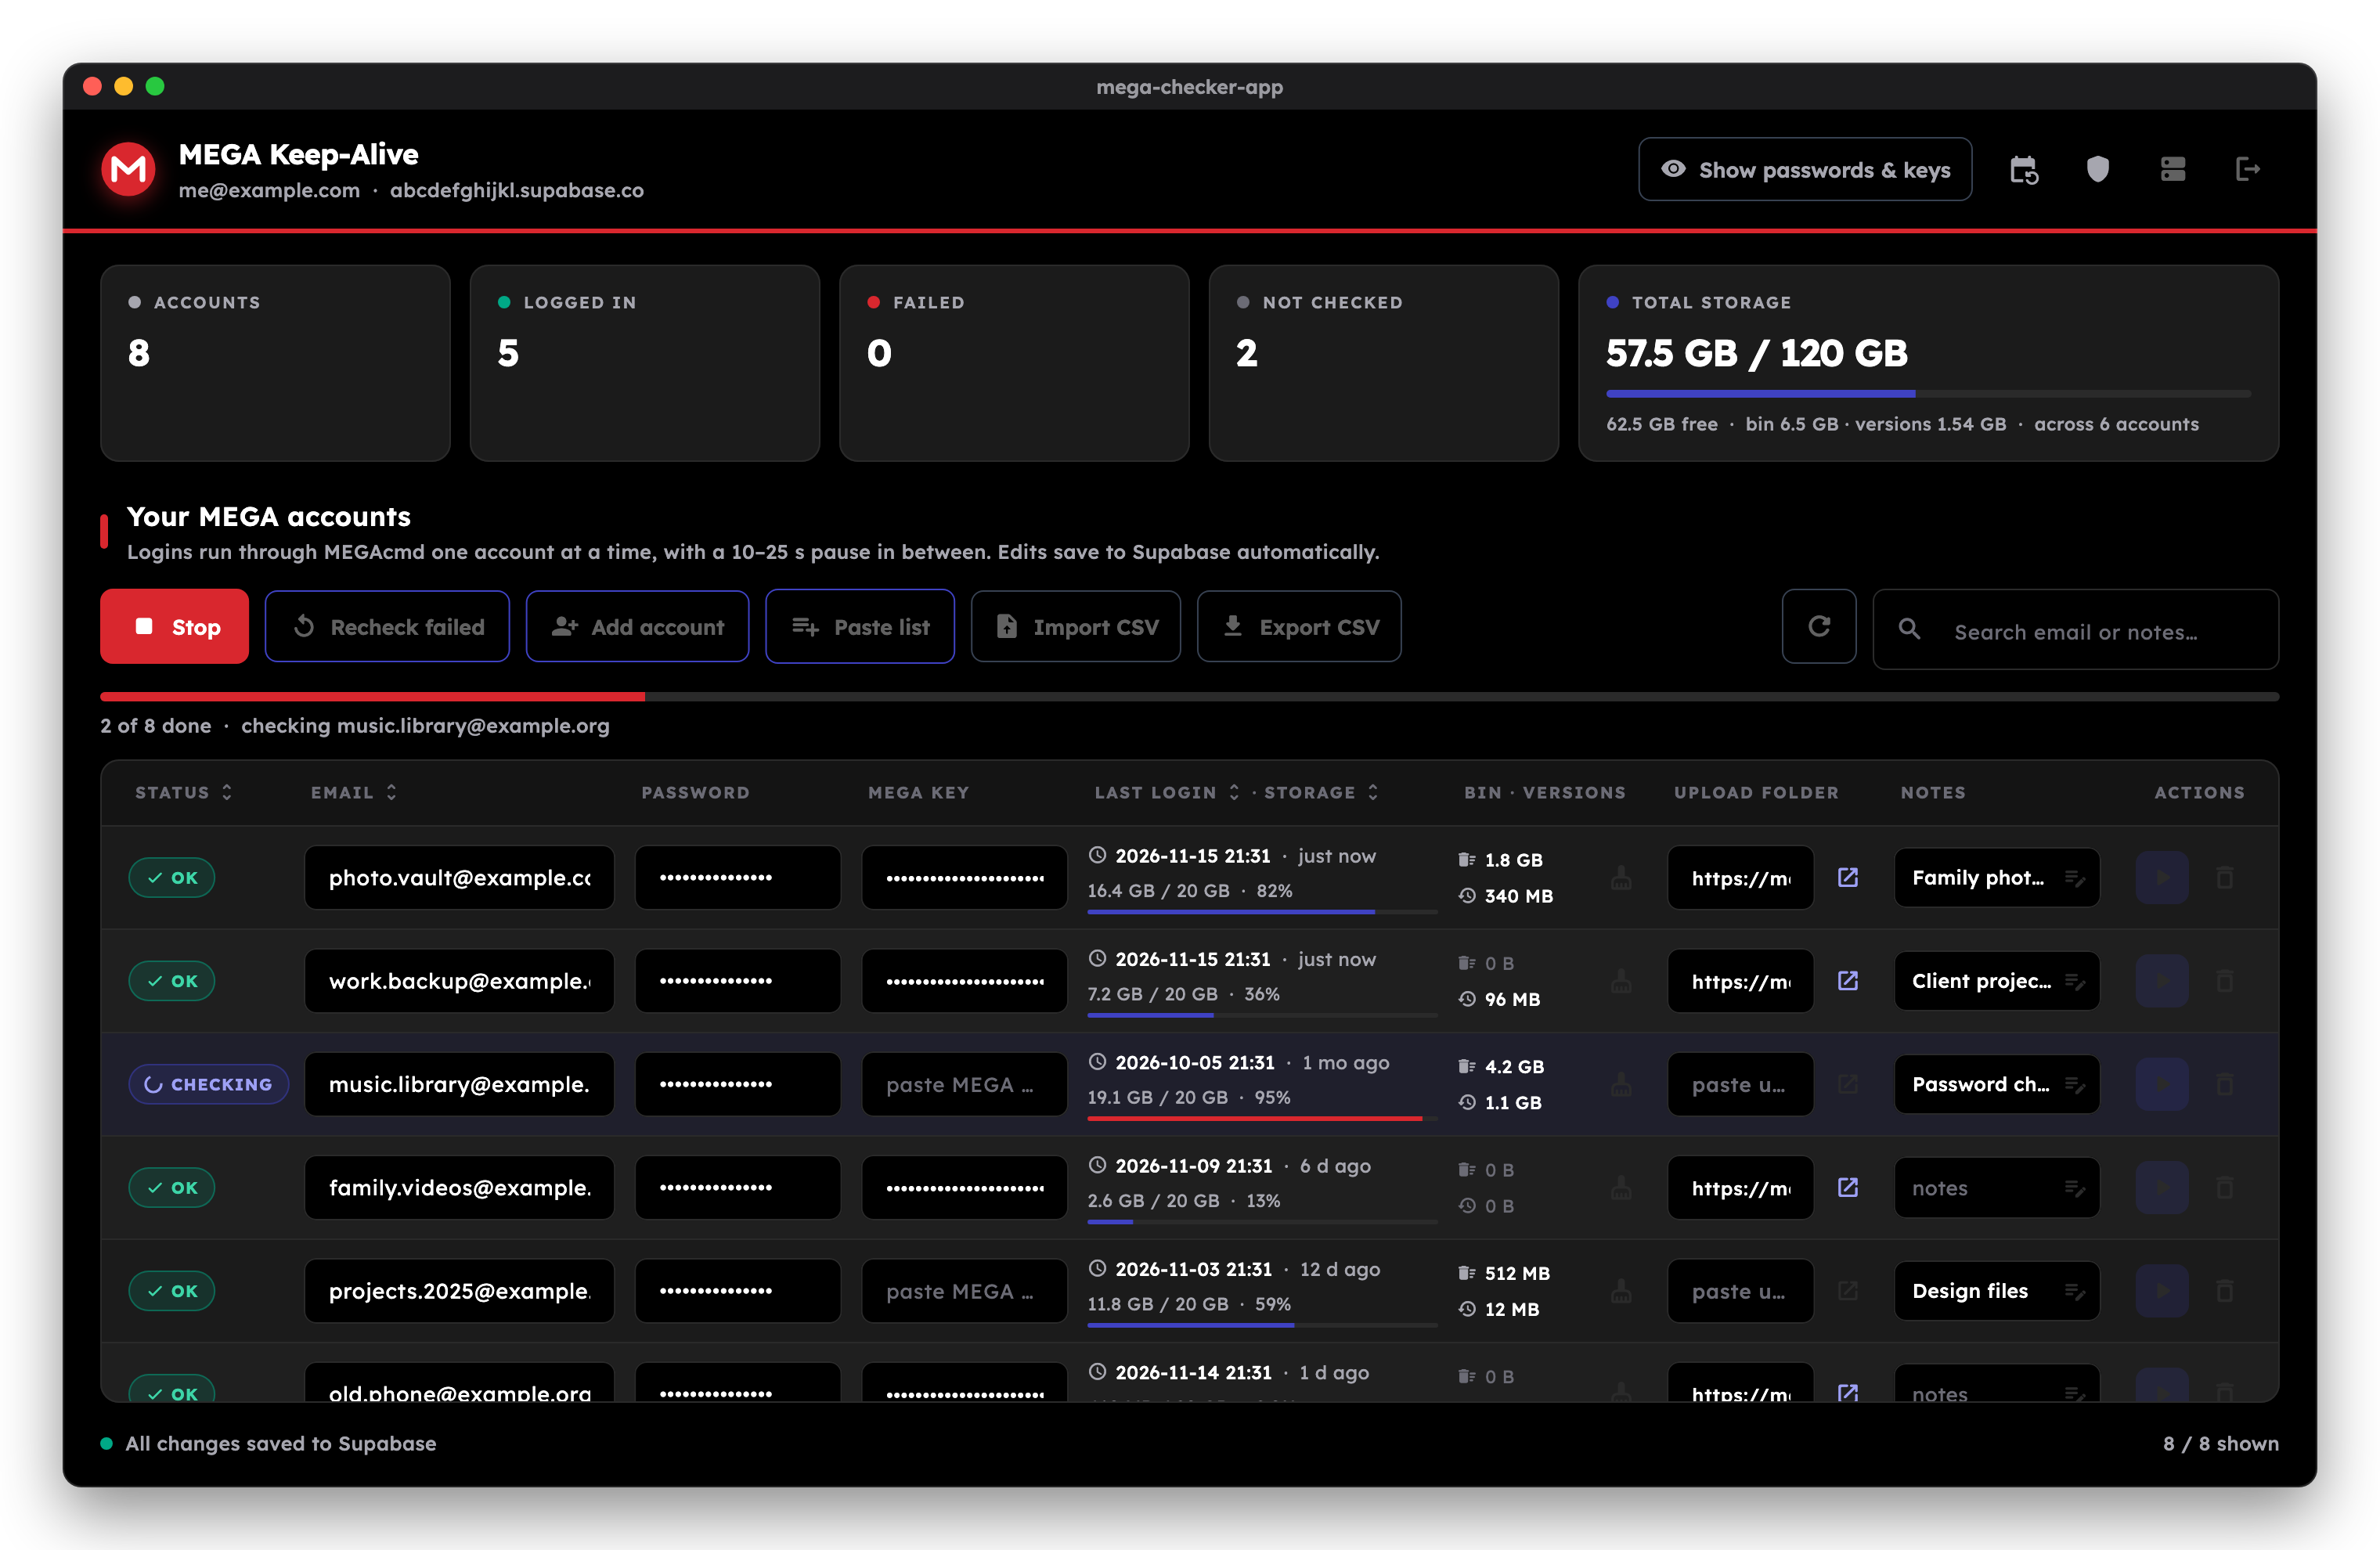 mega-checker-app
MEGA Keep-Alive
me@example.com · abcdefghijkl.supabase.co
Show passwords & keys
ACCOUNTS
8
LOGGED IN
5
FAILED
0
NOT CHECKED
2
TOTAL STORAGE
57.5 GB / 120 GB
62.5 GB free · bin 6.5 GB · versions 1.54 GB · across 6 accounts
Your MEGA accounts
Logins run through MEGAcmd one account at a time, with a 10–25 s pause in between. Edits save to Supabase automatically.
Stop
Recheck failed
Add account
Paste list
Import CSV
Export CSV
Search email or notes…
2 of 8 done · checking music.library@example.org
STATUS EMAIL PASSWORD MEGA KEY LAST LOGIN · STORAGE BIN · VERSIONS UPLOAD FOLDER NOTES ACTIONS
OK photo.vault@example.co •••••••••••••• 2026-11-15 21:31 · just now 1.8 GB https://m Family phot…
16.4 GB / 20 GB · 82% 340 MB
OK work.backup@example. 2026-11-15 21:31 · just now 0 B https://m Client projec…
7.2 GB / 20 GB · 36% 96 MB
CHECKING music.library@example. paste MEGA … 2026-10-05 21:31 · 1 mo ago 4.2 GB paste u… Password ch…
19.1 GB / 20 GB · 95% 1.1 GB
OK family.videos@example. 2026-11-09 21:31 · 6 d ago 0 B https://m notes
2.6 GB / 20 GB · 13% 0 B
OK projects.2025@example. paste MEGA … 2026-11-03 21:31 · 12 d ago 512 MB paste u… Design files
11.8 GB / 20 GB · 59% 12 MB
OK old.phone@example.org 2026-11-14 21:31 · 1 d ago 0 B https://m notes
All changes saved to Supabase
8 / 8 shown